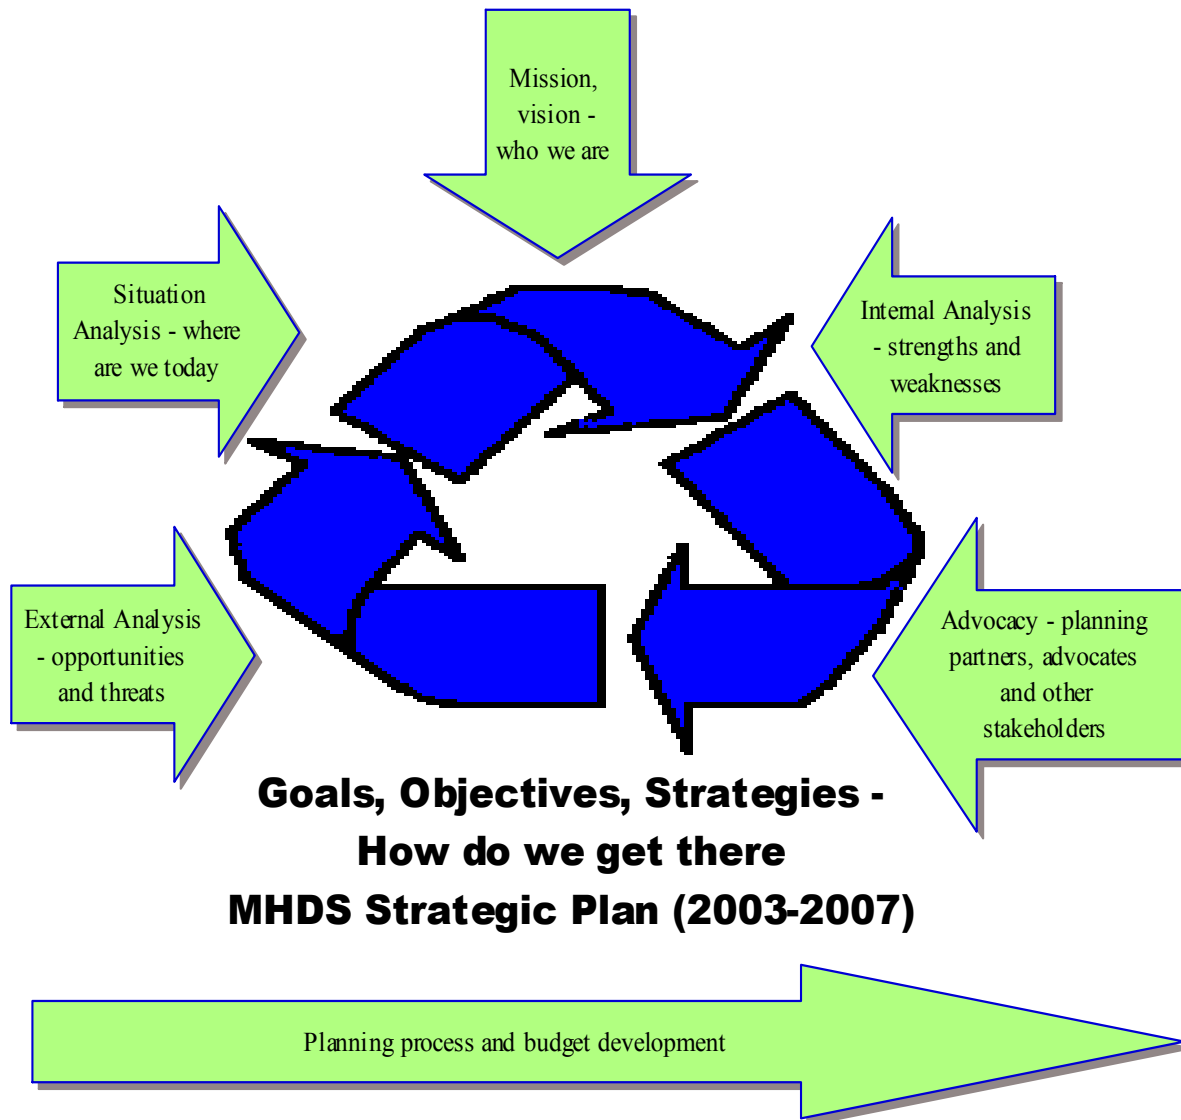 Mission,
vision -
who we are
Situation
Analysis - where
are we today
Internal Analysis
- strengths and
weaknesses
External Analysis
- opportunities
and threats
Advocacy - planning
partners, advocates
and other
stakeholders
Goals, Objectives, Strategies -
How do we get there
MHDS Strategic Plan (2003-2007)
Planning process and budget development